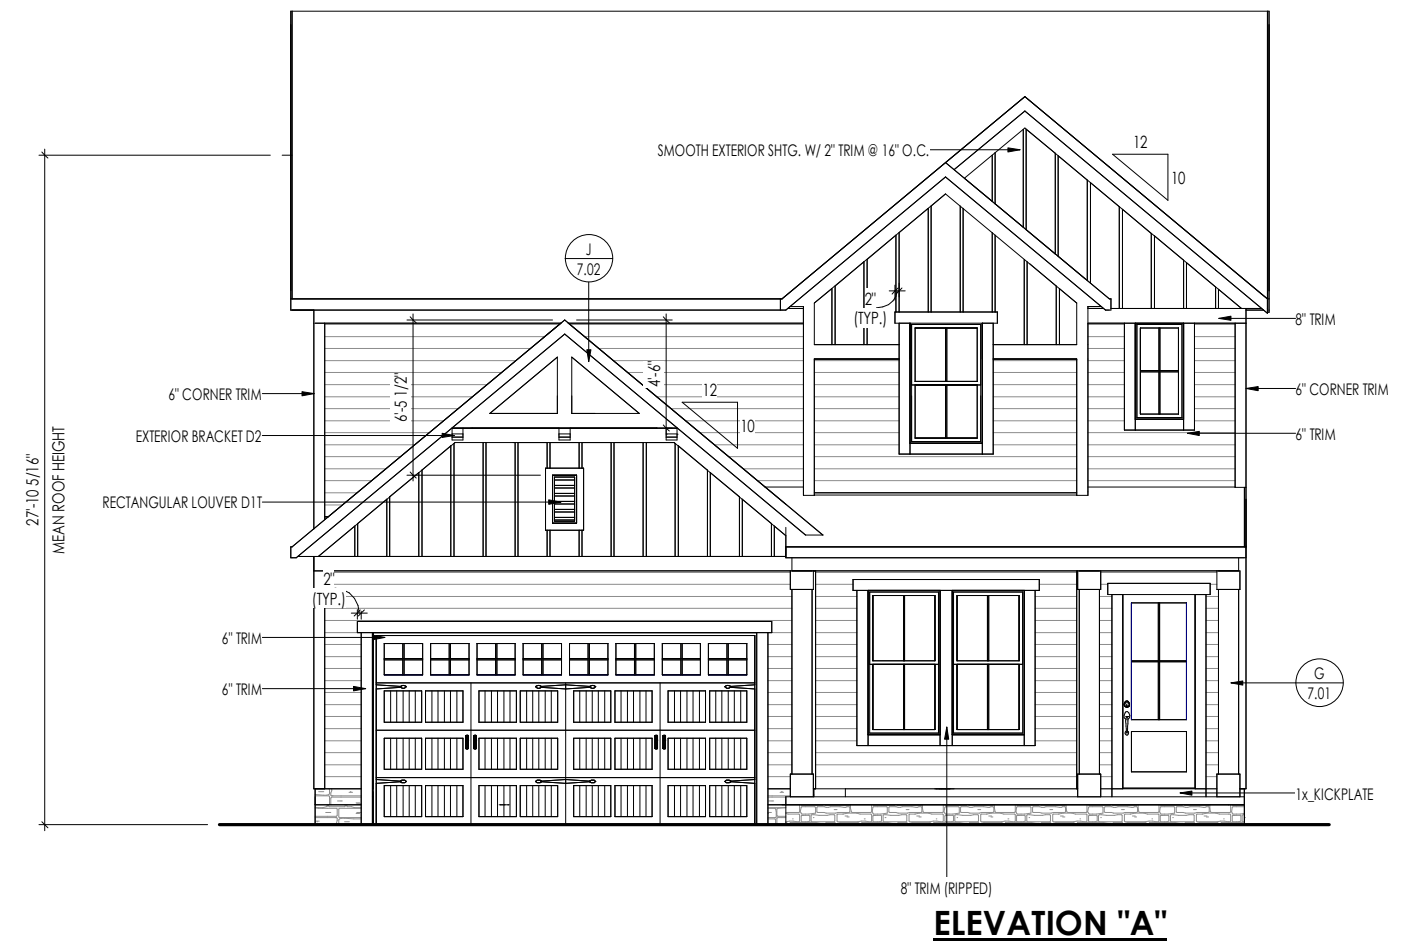 12
SMOOTH EXTERIOR SHTG. W/ 2" TRIM @ 16" O.C.
10
J
7.02
2"
(TYP.)
8" TRIM
6'-5 1/2"
4'-6"
12
6" CORNER TRIM
6" CORNER TRIM
10
EXTERIOR BRACKET D2
6" TRIM
27'-10 5/16"
MEAN ROOF HEIGHT
RECTANGULAR LOUVER D1T
2"
(TYP.)
6" TRIM
6" TRIM
G
7.01
1x_KICKPLATE
8" TRIM (RIPPED)
ELEVATION "A"